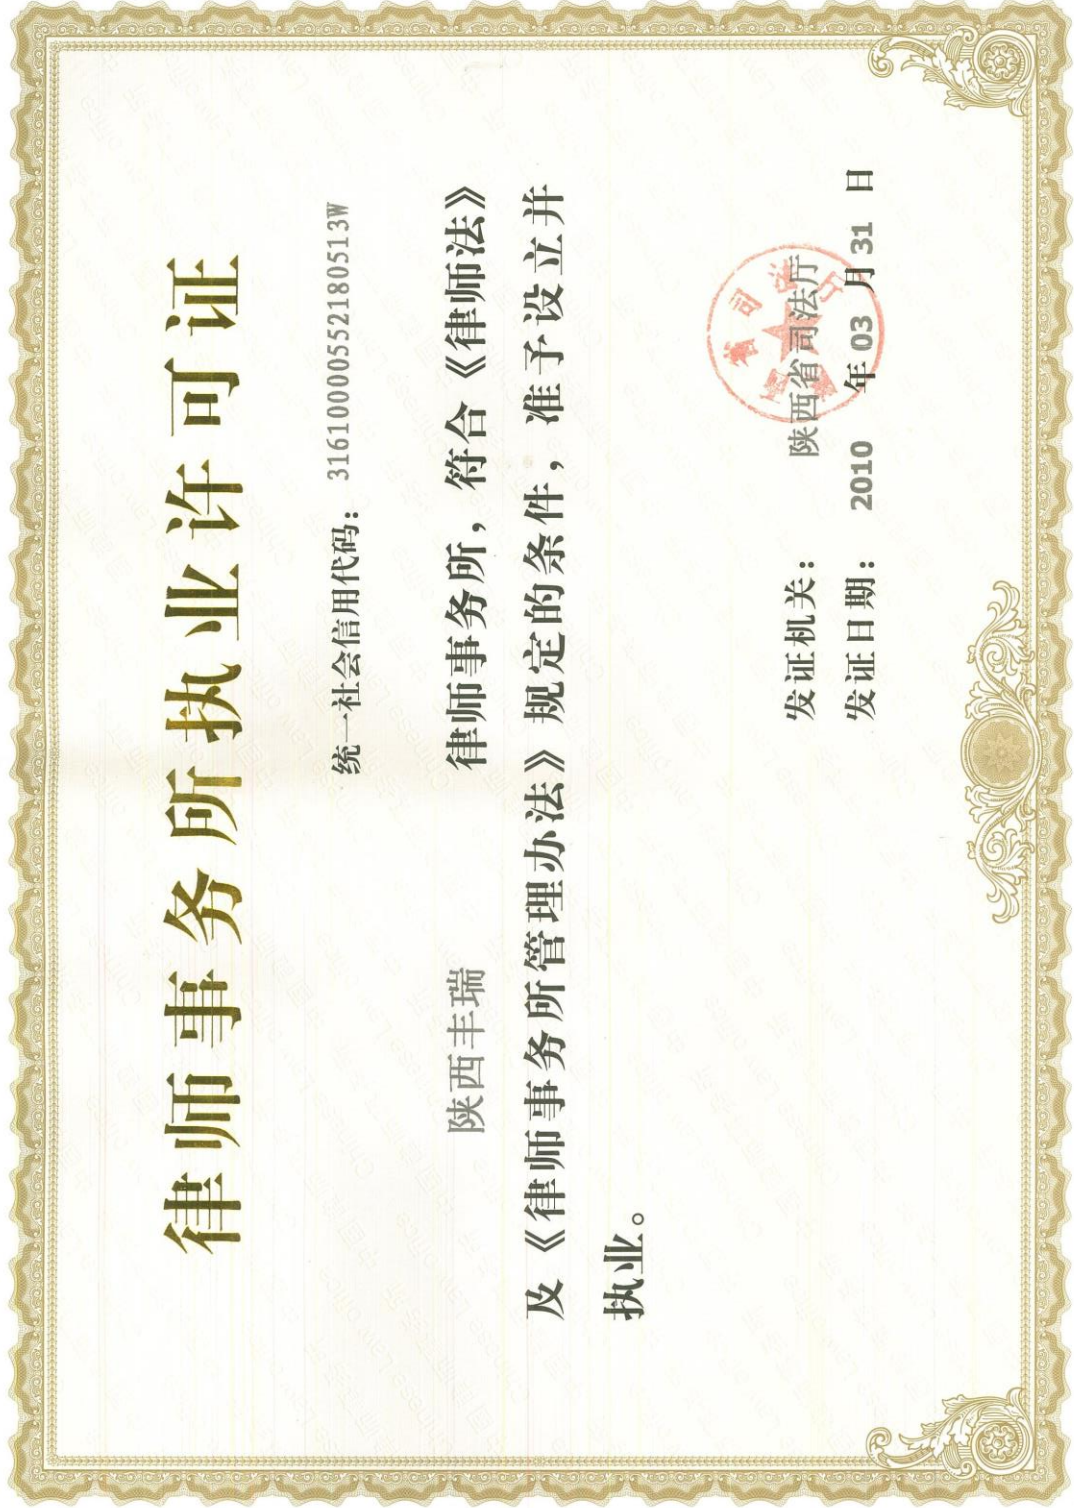 律师事务所执业许可证
统一社会信用代码: 31610000552180513W
陕西丰瑞 律师事务所，符合《律师法》
及《律师事务所管理办法》规定的条件，准予设立并
执业。
发证机关: 陕西省司法厅
发证日期: 2010 年 03 月 31 日